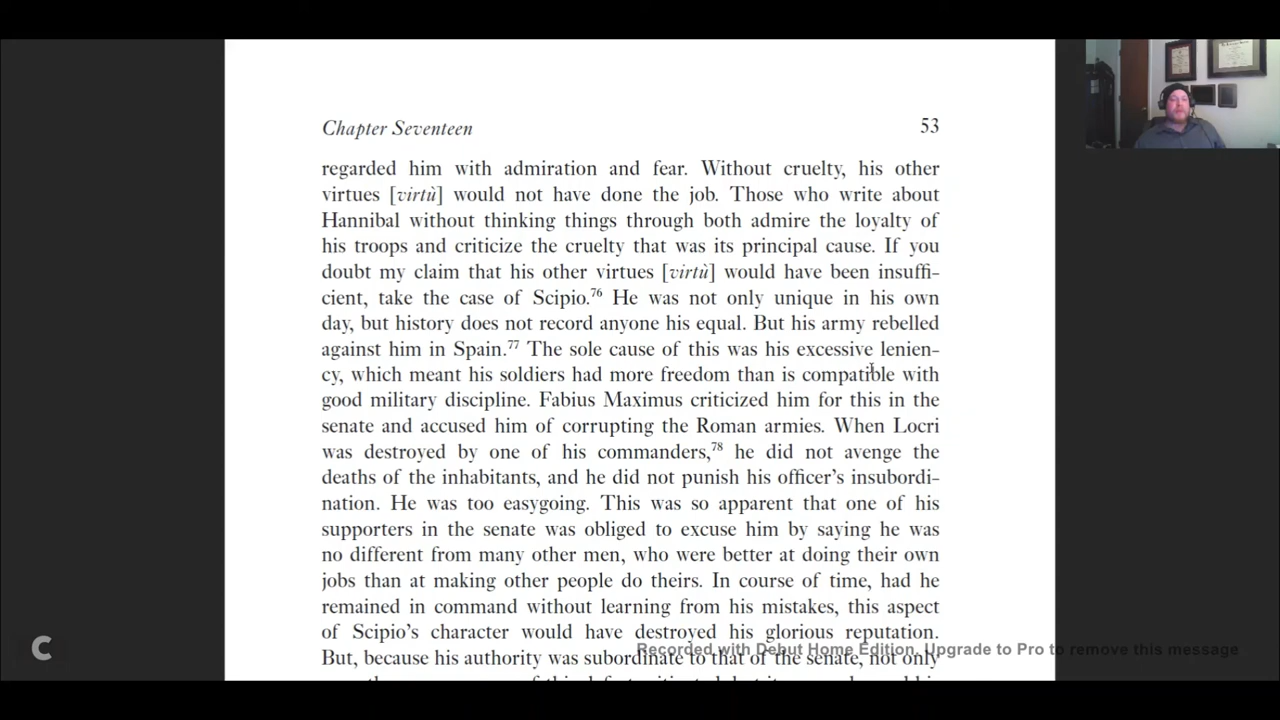 Chapter Seventeen 53
regarded him with admiration and fear. Without cruelty, his other
virtues [virtù] would not have done the job. Those who write about
Hannibal without thinking things through both admire the loyalty of
his troops and criticize the cruelty that was its principal cause. If you
doubt my claim that his other virtues [virtù] would have been insuffi-
cient, take the case of Scipio.76 He was not only unique in his own
day, but history does not record anyone his equal. But his army rebelled
against him in Spain.77 The sole cause of this was his excessive lenien-
cy, which meant his soldiers had more freedom than is compatible with
good military discipline. Fabius Maximus criticized him for this in the
senate and accused him of corrupting the Roman armies. When Locri
was destroyed by one of his commanders,78 he did not avenge the
deaths of the inhabitants, and he did not punish his officer's insubordi-
nation. He was too easygoing. This was so apparent that one of his
supporters in the senate was obliged to excuse him by saying he was
no different from many other men, who were better at doing their own
jobs than at making other people do theirs. In course of time, had he
remained in command without learning from his mistakes, this aspect
of Scipio's character would have destroyed his glorious reputation.
But, because his authority was subordinate to that of the senate, not only
C
Recorded with Debut Home Edition. Upgrade to Pro to remove this message